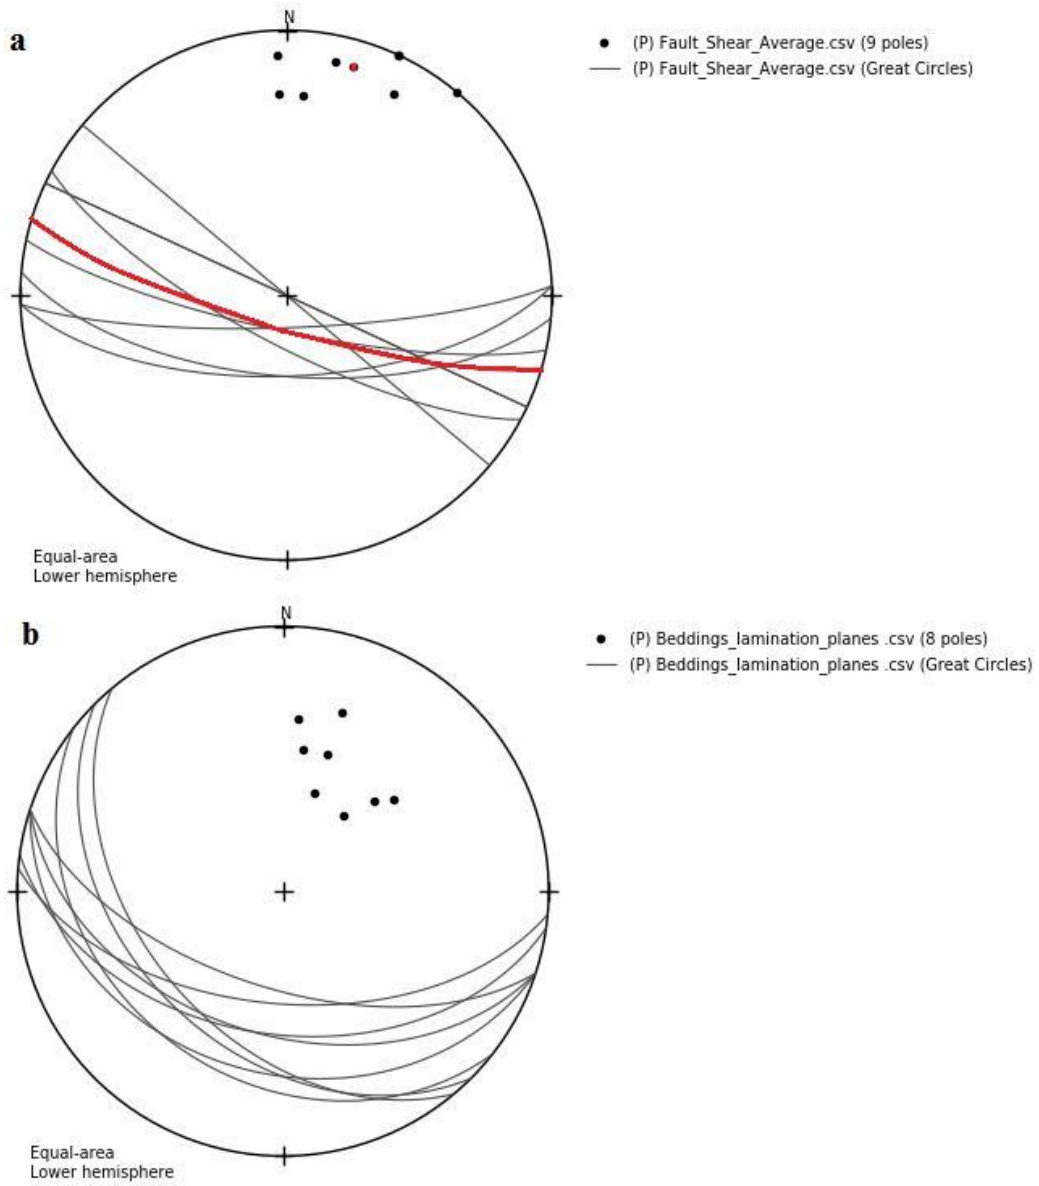 a
N
(P) Fault_Shear_Average.csv (9 poles)
(P) Fault_Shear_Average.csv (Great Circles)
Equal-area
Lower hemisphere
b
N
(P) Beddings_lamination_planes .csv (8 poles)
(P) Beddings_lamination_planes .csv (Great Circles)
Equal-area
Lower hemisphere